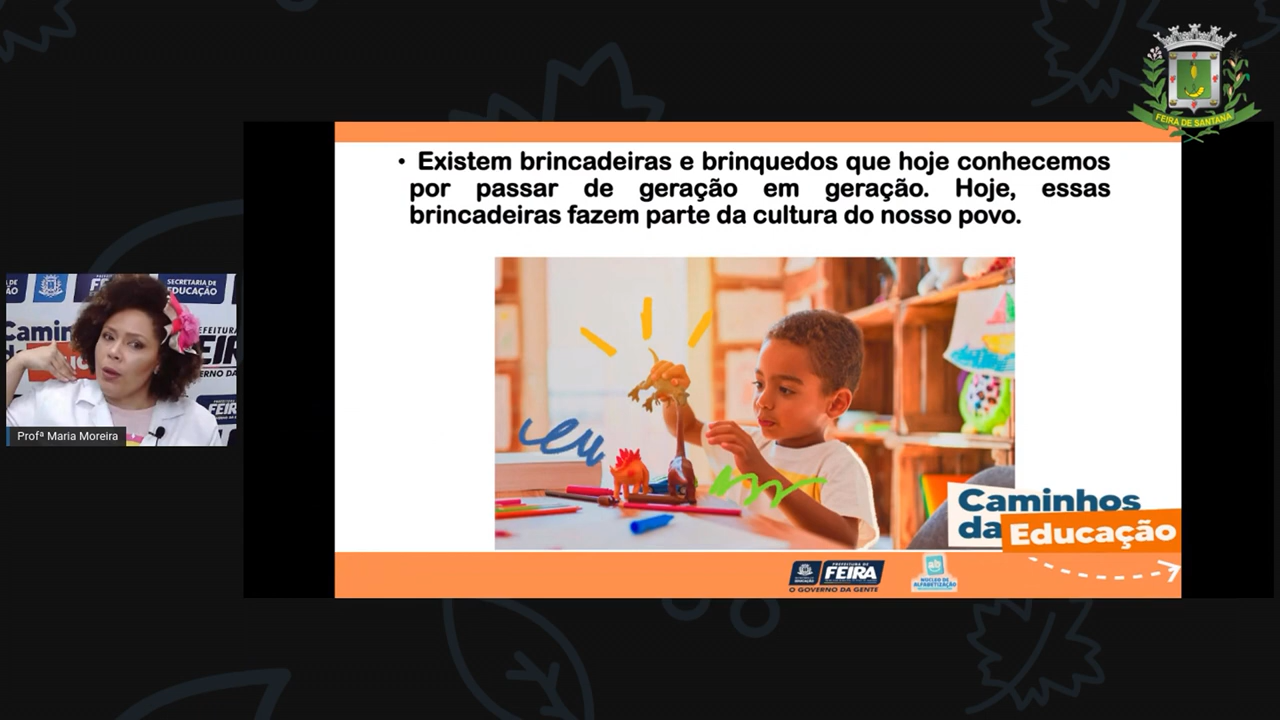 FEIRA DE SANTANA
• Existem brincadeiras e brinquedos que hoje conhecemos
por passar de geração em geração. Hoje, essas
brincadeiras fazem parte da cultura do nosso povo.
SECRETARIA DE
EDUCAÇÃO
Profª Maria Moreira
Caminhos
da Educação
PREFEITURA DE
FEIRA
O GOVERNO DA GENTE
NÚCLEO DE
ALFABETIZAÇÃO